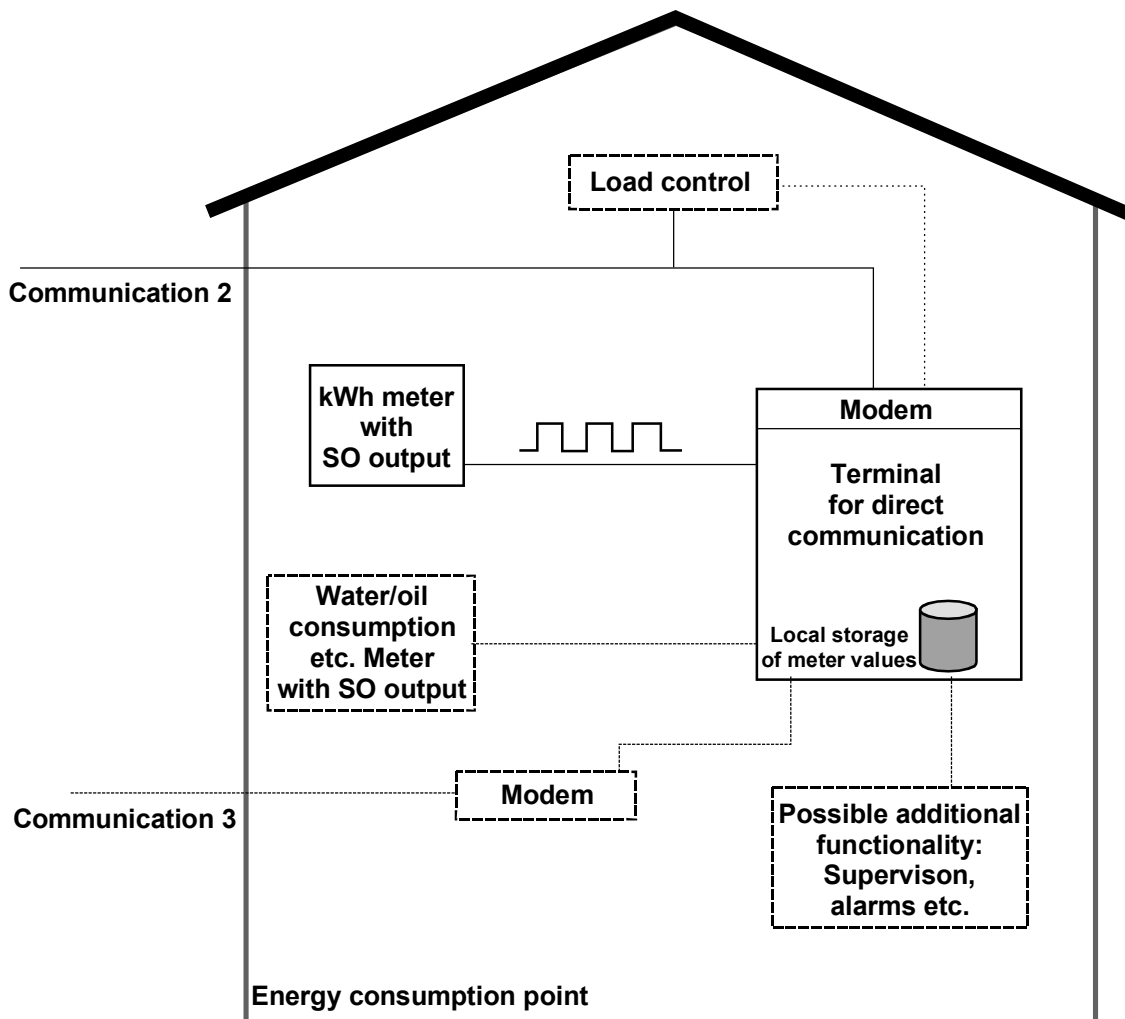 Load control
Communication 2
kWh meter
with
SO output
Modem
Terminal
for direct
communication
Water/oil
consumption
etc. Meter
with SO output
Local storage
of meter values
Modem
Communication 3
Possible additional
functionality:
Supervison,
alarms etc.
Energy consumption point